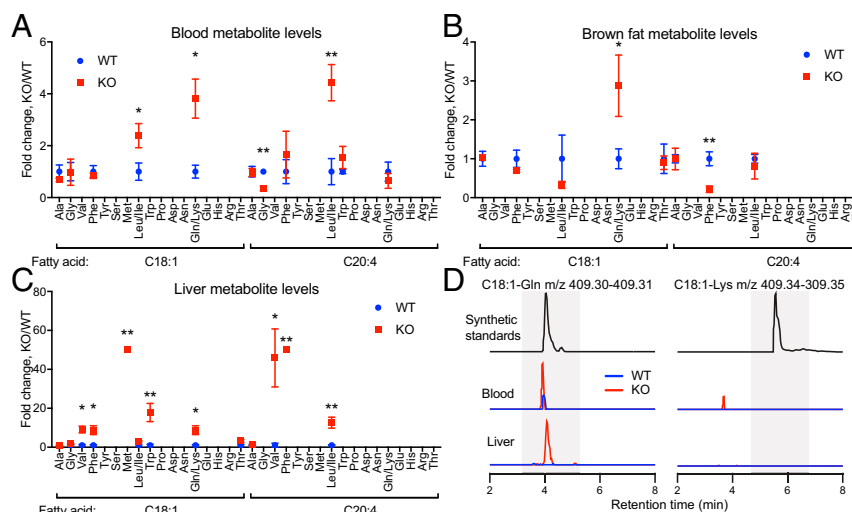 A
Blood metabolite levels
Fold change, KO/WT
6
4
2
0
WT
KO
*
*
**
**
Ala Gly Val Phe Tyr Ser Met Leu/Ile Trp Pro Asp Asn Gln/Lys Glu His Arg Thr Ala Gly Val Phe Tyr Ser Met Leu/Ile Trp Pro Asp Asn Gln/Lys Glu His Arg Thr
Fatty acid: C18:1 C20:4
B
Brown fat metabolite levels
Fold change, KO/WT
4
3
2
1
0
WT
KO
*
**
Ala Gly Val Phe Tyr Ser Met Leu/Ile Trp Pro Asp Asn Gln/Lys Glu His Arg Thr Ala Gly Val Phe Tyr Ser Met Leu/Ile Trp Pro Asp Asn Gln/Lys Glu His Arg Thr
Fatty acid: C18:1 C20:4
C
Liver metabolite levels
Fold change, KO/WT
80
60
40
20
0
WT
KO
*
*
**
**
*
*
**
**
Ala Gly Val Phe Tyr Ser Met Leu/Ile Trp Pro Asp Asn Gln/Lys Glu His Arg Thr Ala Gly Val Phe Tyr Ser Met Leu/Ile Trp Pro Asp Asn Gln/Lys Glu His Arg Thr
Fatty acid: C18:1 C20:4
D
C18:1-Gln m/z 409.30-409.31 C18:1-Lys m/z 409.34-309.35
Synthetic
standards
WT
KO
Blood
Liver
2 4 6 8 2 4 6 8
Retention time (min)